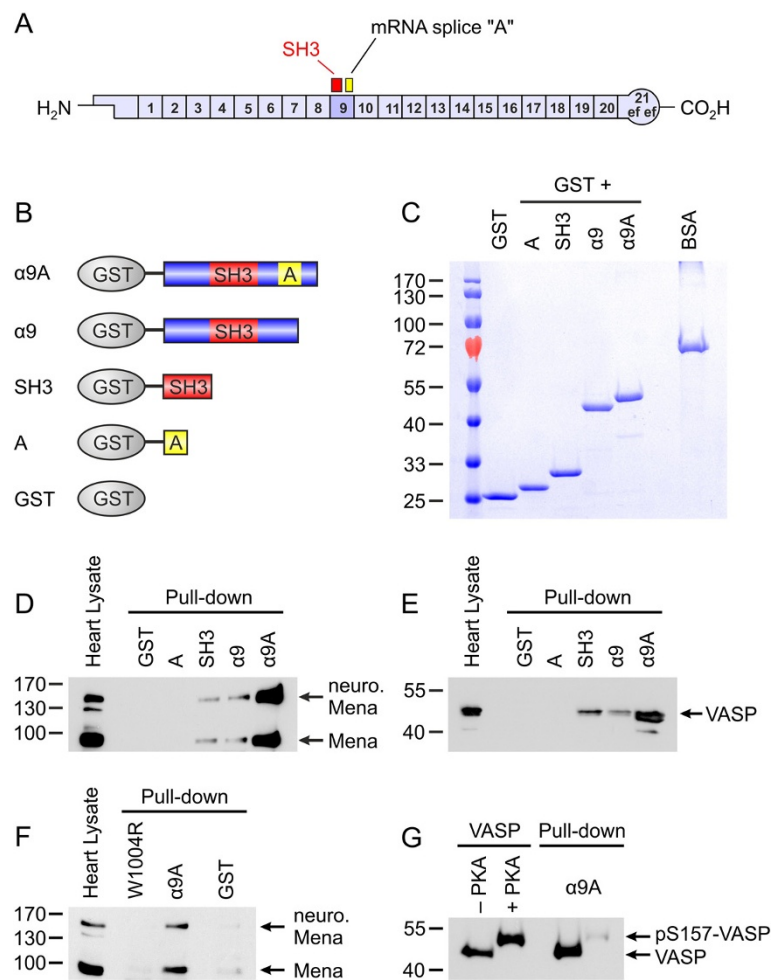 A
mRNA splice "A"
SH3
H₂N 1 2 3 4 5 6 7 8 9 10 11 12 13 14 15 16 17 18 19 20 21 ef ef CO₂H
B
α9A GST SH3 A
α9 GST SH3
SH3 GST SH3
A GST A
GST GST
C
GST +
GST A SH3 α9 α9A BSA
170
130
100
72
55
40
33
25
D
Pull-down
Heart Lysate GST A SH3 α9 α9A
170
130
100
neuro.
Mena
Mena
E
Pull-down
Heart Lysate GST A SH3 α9 α9A
55
40
VASP
F
Pull-down
Heart Lysate W1004R α9A GST
170
130
100
neuro.
Mena
Mena
G
VASP Pull-down
– PKA + PKA α9A
55
40
pS157-VASP
VASP